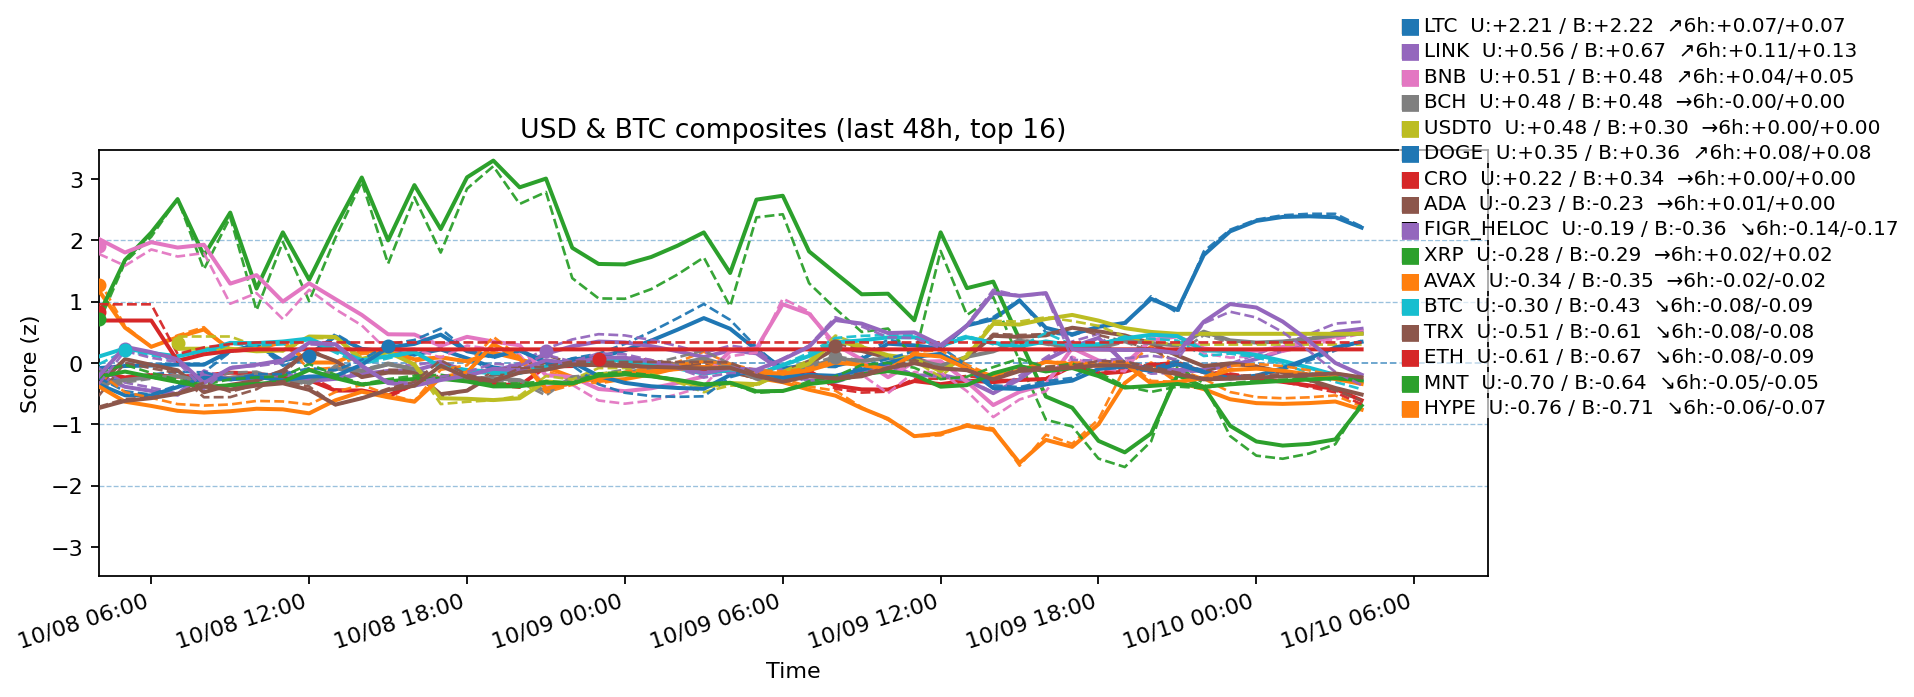 LTC  U:+2.21 / B:+2.22  ↗6h:+0.07/+0.07
LINK  U:+0.56 / B:+0.67  ↗6h:+0.11/+0.13
BNB  U:+0.51 / B:+0.48  ↗6h:+0.04/+0.05
BCH  U:+0.48 / B:+0.48  →6h:-0.00/+0.00
USDT0  U:+0.48 / B:+0.30  →6h:+0.00/+0.00
DOGE  U:+0.35 / B:+0.36  ↗6h:+0.08/+0.08
CRO  U:+0.22 / B:+0.34  →6h:+0.00/+0.00
ADA  U:-0.23 / B:-0.23  →6h:+0.01/+0.00
FIGR_HELOC  U:-0.19 / B:-0.36  ↘6h:-0.14/-0.17
XRP  U:-0.28 / B:-0.29  →6h:+0.02/+0.02
AVAX  U:-0.34 / B:-0.35  →6h:-0.02/-0.02
BTC  U:-0.30 / B:-0.43  ↘6h:-0.08/-0.09
TRX  U:-0.51 / B:-0.61  ↘6h:-0.08/-0.08
ETH  U:-0.61 / B:-0.67  ↘6h:-0.08/-0.09
MNT  U:-0.70 / B:-0.64  ↘6h:-0.05/-0.05
HYPE  U:-0.76 / B:-0.71  ↘6h:-0.06/-0.07
USD & BTC composites (last 48h, top 16)
Score (z)
3
2
1
0
−1
−2
−3
10/08 06:00
10/08 12:00
10/08 18:00
10/09 00:00
10/09 06:00
10/09 12:00
10/09 18:00
10/10 00:00
10/10 06:00
Time